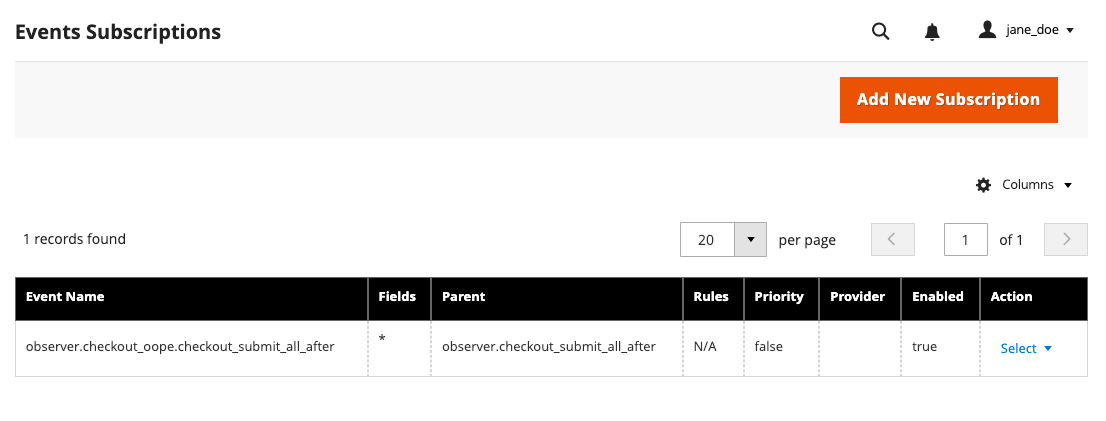 Events Subscriptions
jane_doe
Add New Subscription
Columns
1 records found
20
per page
1
of 1
Event Name Fields Parent Rules Priority Provider Enabled Action
observer.checkout_oope.checkout_submit_all_after * observer.checkout_submit_all_after N/A false true Select